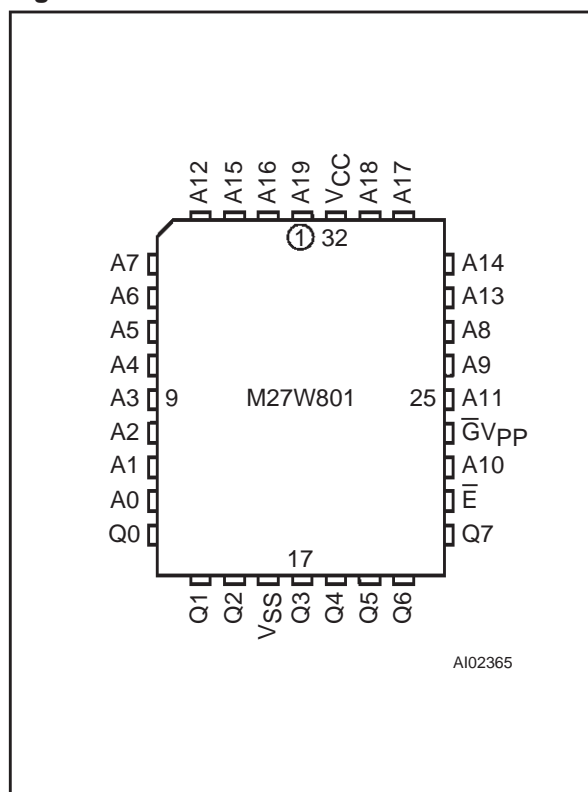 A12 A15 A16 A19 VCC A18 A17
1 32
A7 A14
A6 A13
A5 A8
A4 A9
A3 9 M27W801 25 A11
A2 G̅VPP
A1 A10
A0 E̅
Q0 Q7
17
Q1 Q2 VSS Q3 Q4 Q5 Q6
AI02365